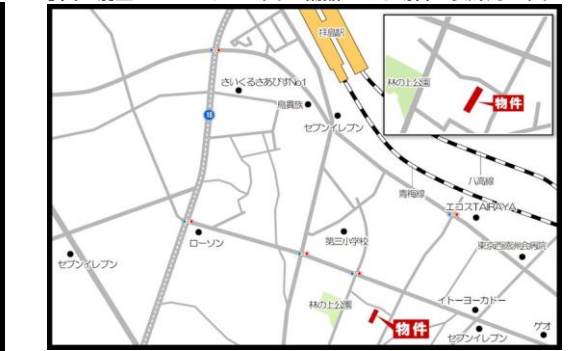 拝島駅
さいくるさあびすNo1
鳥貴族
セブンイレブン
16
林の上公園
物件
八高線
青梅線
エコスTAIRAYA
東京西徳洲会病院
第三小学校
ローソン
セブンイレブン
林の上公園
イトーヨーカドー
物件
セブンイレブン
ゲオ